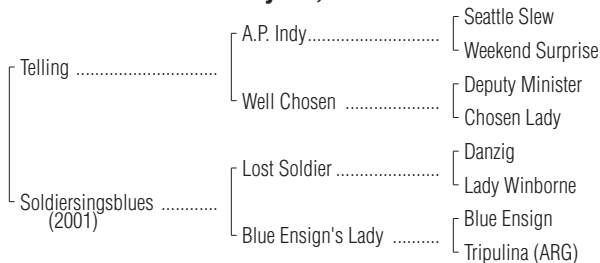 Seattle Slew
A.P. Indy..............................
Weekend Surprise
Telling ................................
Deputy Minister
Well Chosen .....................
Chosen Lady
Danzig
Lost Soldier .......................
Lady Winborne
Soldiersingsblues ............
(2001)
Blue Ensign
Blue Ensign's Lady ..........
Tripulina (ARG)